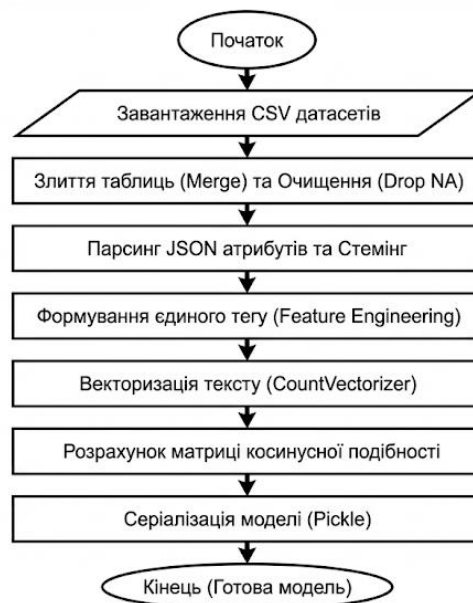 Початок
Завантаження CSV датасетів
Злиття таблиць (Merge) та Очищення (Drop NA)
Парсинг JSON атрибутів та Стемінг
Формування єдиного тегу (Feature Engineering)
Векторизація тексту (CountVectorizer)
Розрахунок матриці косинусної подібності
Серіалізація моделі (Pickle)
Кінець (Готова модель)